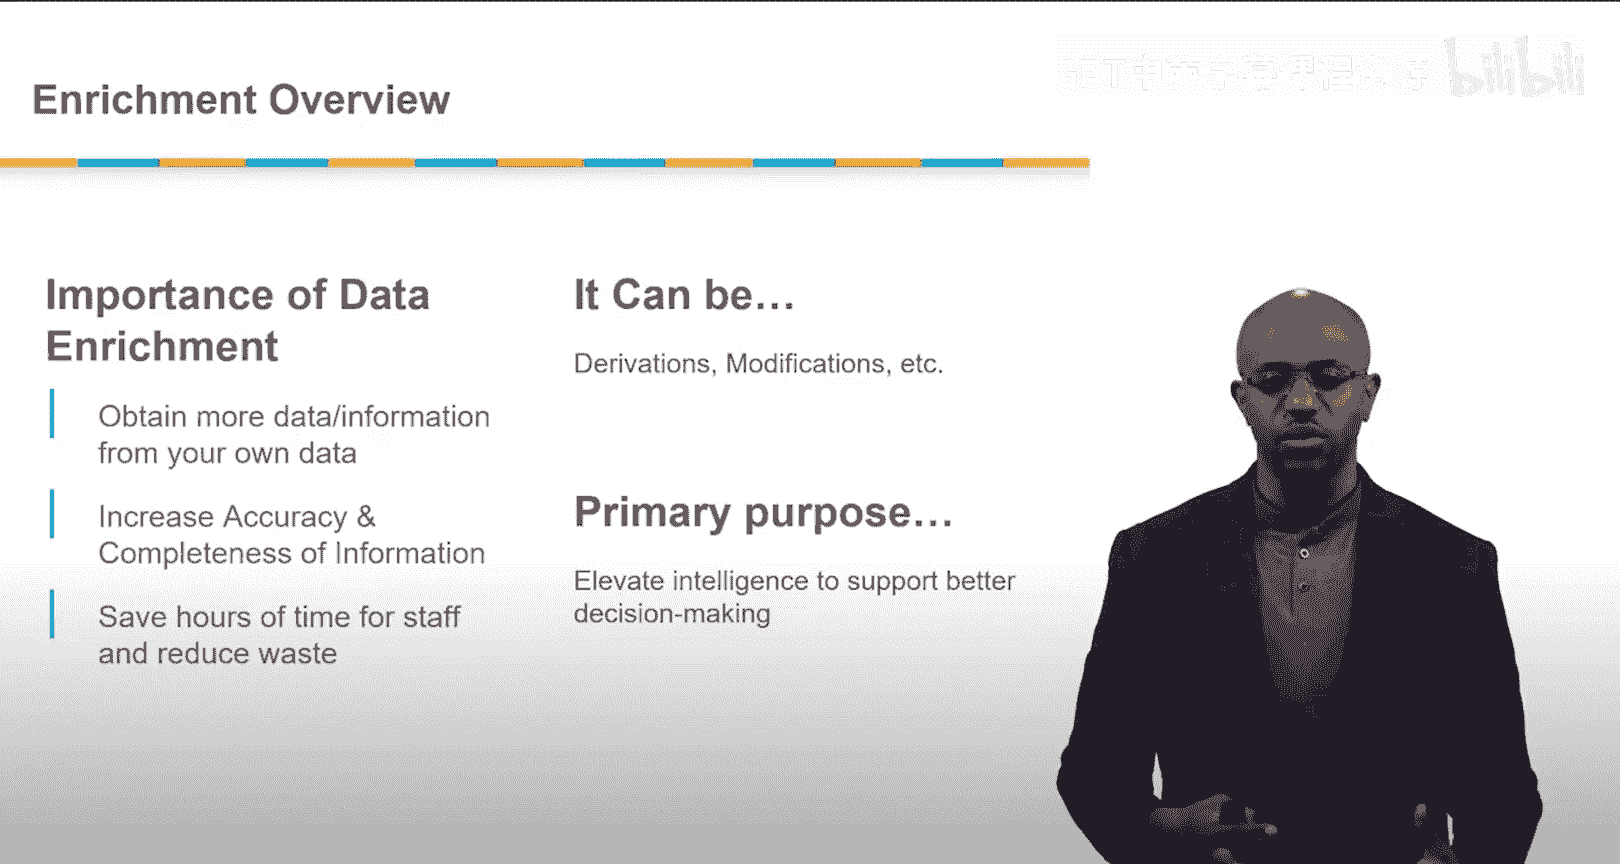 Enrichment Overview
bilibili
Importance of Data
Enrichment
Obtain more data/information
from your own data
Increase Accuracy &
Completeness of Information
Save hours of time for staff
and reduce waste
It Can be…
Derivations, Modifications, etc.
Primary purpose…
Elevate intelligence to support better
decision-making